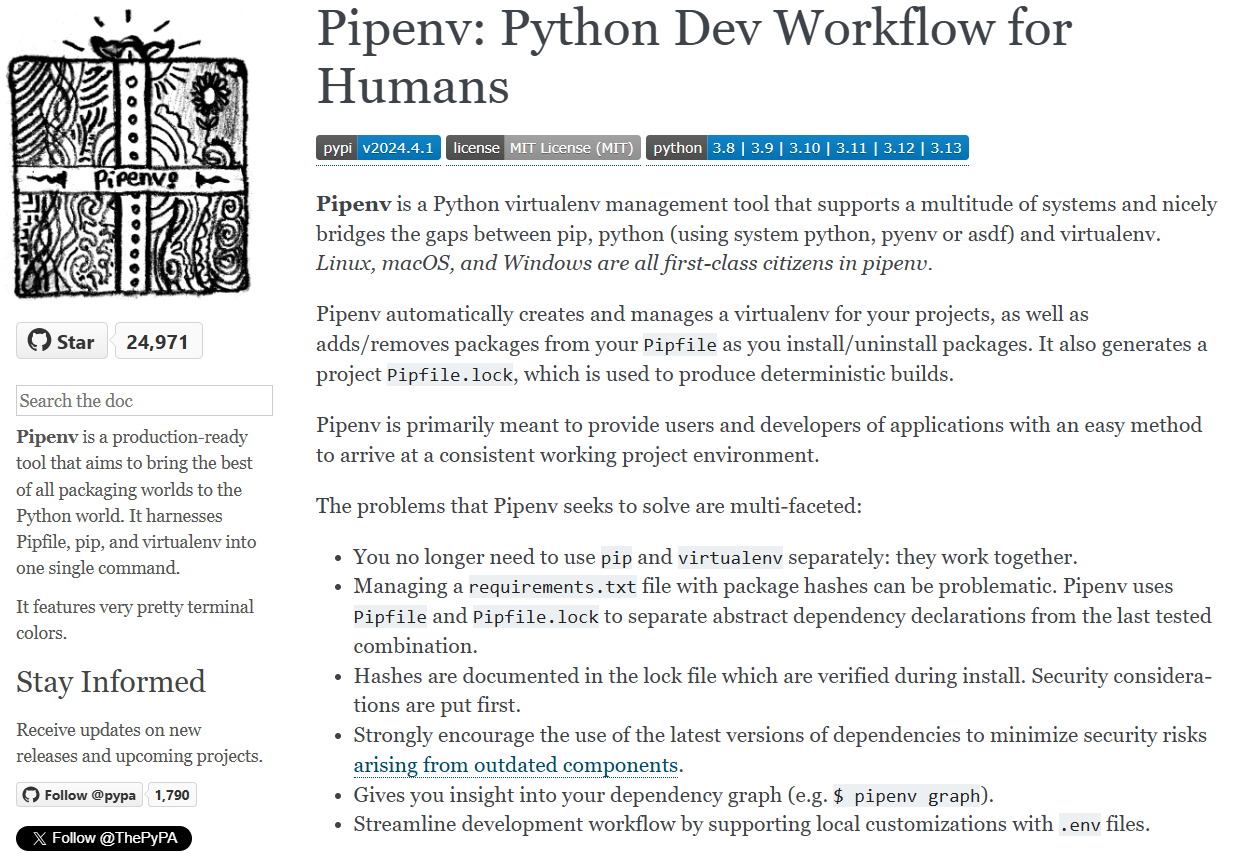 Pipenv: Python Dev Workflow for
Humans
pypi v2024.4.1 license MIT License (MIT) python 3.8 | 3.9 | 3.10 | 3.11 | 3.12 | 3.13
Pipenv is a Python virtualenv management tool that supports a multitude of systems and nicely
bridges the gaps between pip, python (using system python, pyenv or asdf) and virtualenv.
Linux, macOS, and Windows are all first-class citizens in pipenv.
Pipenv automatically creates and manages a virtualenv for your projects, as well as
adds/removes packages from your Pipfile as you install/uninstall packages. It also generates a
project Pipfile.lock, which is used to produce deterministic builds.
Pipenv is primarily meant to provide users and developers of applications with an easy method
to arrive at a consistent working project environment.
The problems that Pipenv seeks to solve are multi-faceted:
• You no longer need to use pip and virtualenv separately: they work together.
• Managing a requirements.txt file with package hashes can be problematic. Pipenv uses
Pipfile and Pipfile.lock to separate abstract dependency declarations from the last tested
combination.
• Hashes are documented in the lock file which are verified during install. Security considera-
tions are put first.
• Strongly encourage the use of the latest versions of dependencies to minimize security risks
arising from outdated components.
• Gives you insight into your dependency graph (e.g. $ pipenv graph).
• Streamline development workflow by supporting local customizations with .env files.
Pipenv
Star 24,971
Search the doc
Pipenv is a production-ready
tool that aims to bring the best
of all packaging worlds to the
Python world. It harnesses
Pipfile, pip, and virtualenv into
one single command.
It features very pretty terminal
colors.
Stay Informed
Receive updates on new
releases and upcoming projects.
Follow @pypa 1,790
Follow @ThePyPA